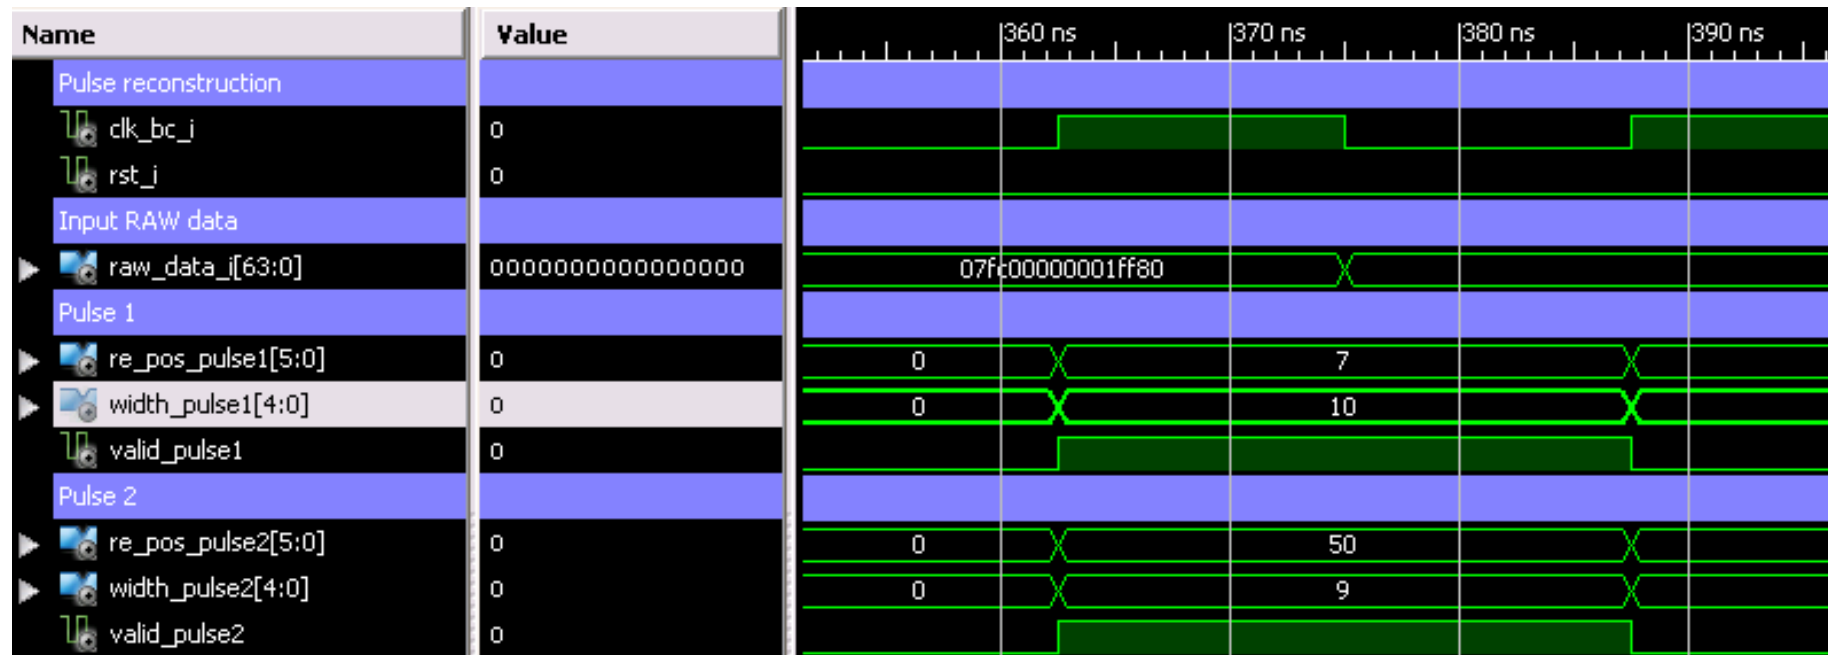 Name Value 360 ns 370 ns 380 ns 390 ns
Pulse reconstruction
clk_bc_i 0
rst_i 0
Input RAW data
raw_data_i[63:0] 0000000000000000 07fc00000001ff80
Pulse 1
re_pos_pulse1[5:0] 0 0 7
width_pulse1[4:0] 0 0 10
valid_pulse1 0
Pulse 2
re_pos_pulse2[5:0] 0 0 50
width_pulse2[4:0] 0 0 9
valid_pulse2 0